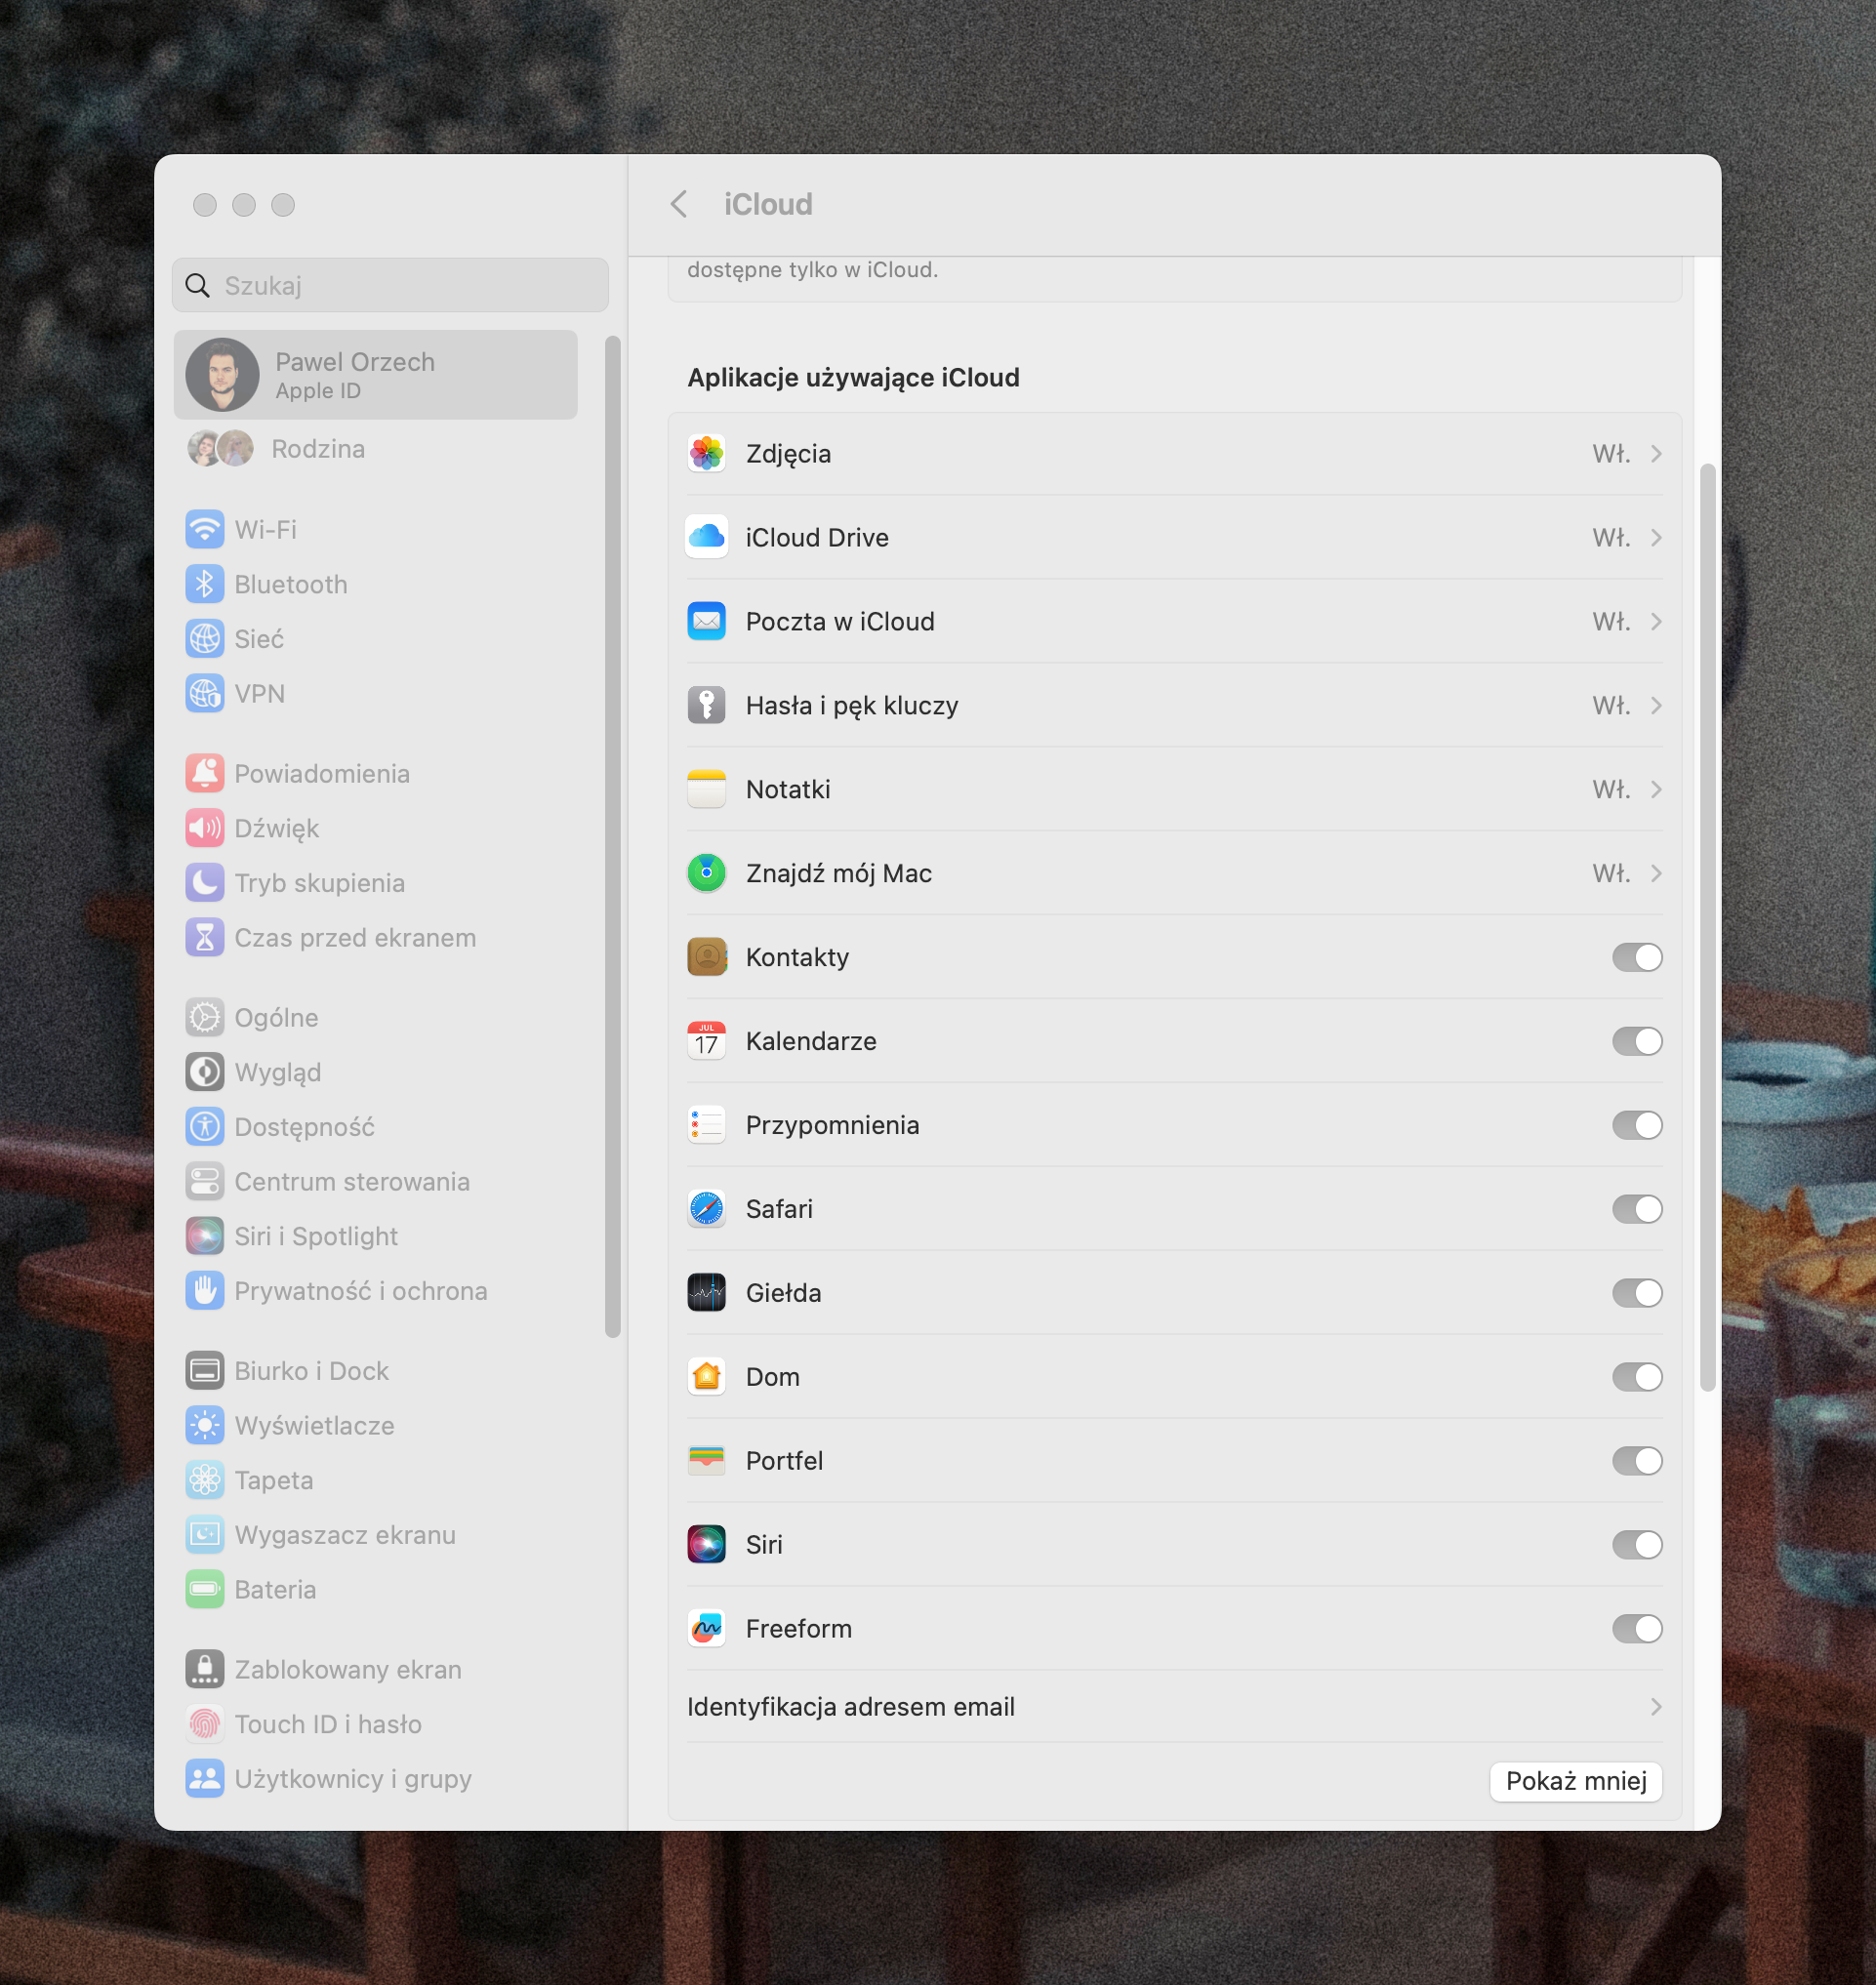 iCloud
Szukaj
dostępne tylko w iCloud.
Pawel Orzech
Apple ID
Rodzina
Wi-Fi
Bluetooth
Sieć
VPN
Powiadomienia
Dźwięk
Tryb skupienia
Czas przed ekranem
Ogólne
Wygląd
Dostępność
Centrum sterowania
Siri i Spotlight
Prywatność i ochrona
Biurko i Dock
Wyświetlacze
Tapeta
Wygaszacz ekranu
Bateria
Zablokowany ekran
Touch ID i hasło
Użytkownicy i grupy
Aplikacje używające iCloud
Zdjęcia Wł.
iCloud Drive Wł.
Poczta w iCloud Wł.
Hasła i pęk kluczy Wł.
Notatki Wł.
Znajdź mój Mac Wł.
Kontakty
JUL
17
Kalendarze
Przypomnienia
Safari
Giełda
Dom
Portfel
Siri
Freeform
Identyfikacja adresem email
Pokaż mniej